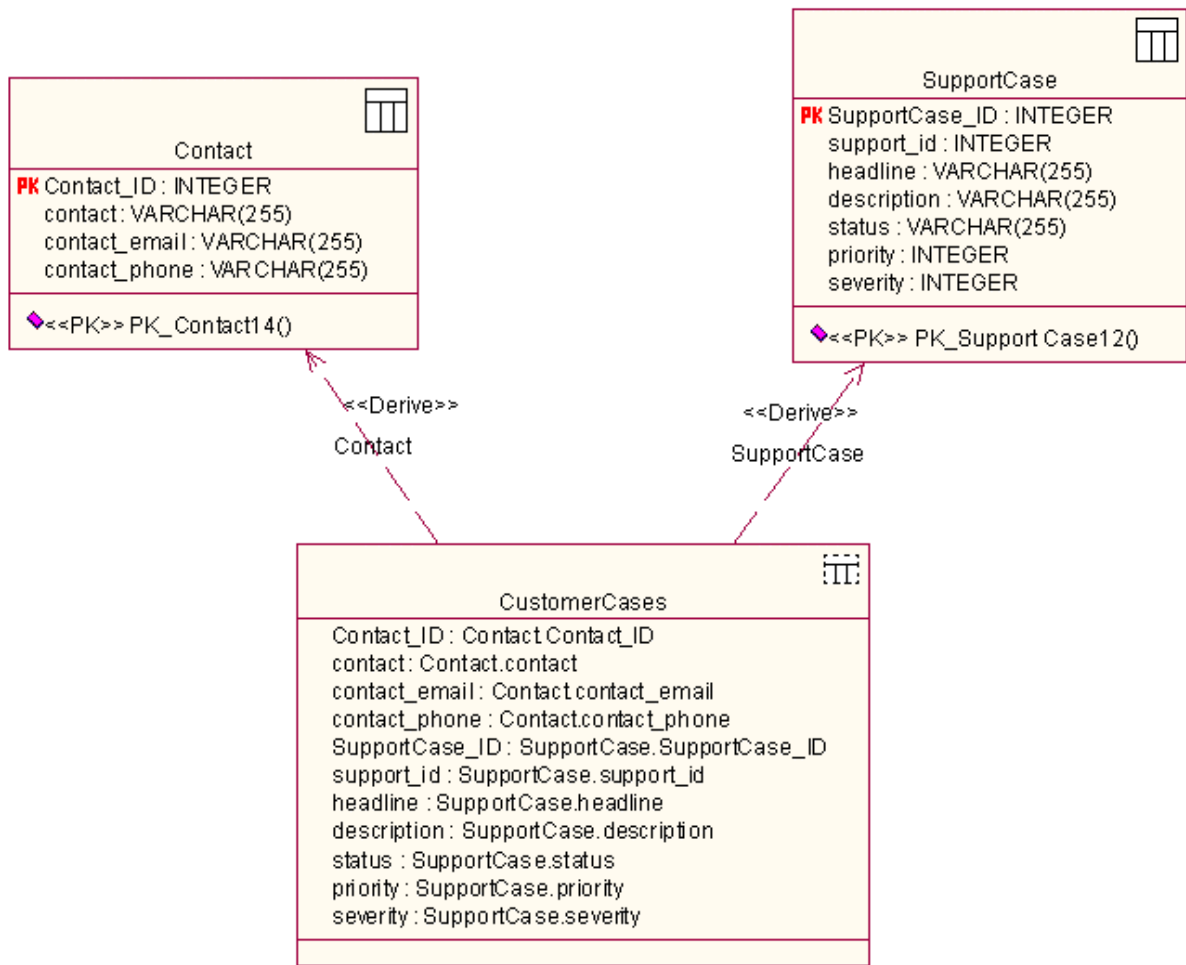 Contact
PK Contact_ID : INTEGER
contact : VARCHAR(255)
contact_email : VARCHAR(255)
contact_phone : VARCHAR(255)
<<PK>> PK_Contact14()
SupportCase
PK SupportCase_ID : INTEGER
support_id : INTEGER
headline : VARCHAR(255)
description : VARCHAR(255)
status : VARCHAR(255)
priority : INTEGER
severity : INTEGER
<<PK>> PK_Support Case12()
<<Derive>>
Contact
<<Derive>>
SupportCase
CustomerCases
Contact_ID : Contact.Contact_ID
contact : Contact.contact
contact_email : Contact.contact_email
contact_phone : Contact.contact_phone
SupportCase_ID : SupportCase.SupportCase_ID
support_id : SupportCase.support_id
headline : SupportCase.headline
description : SupportCase.description
status : SupportCase.status
priority : SupportCase.priority
severity : SupportCase.severity